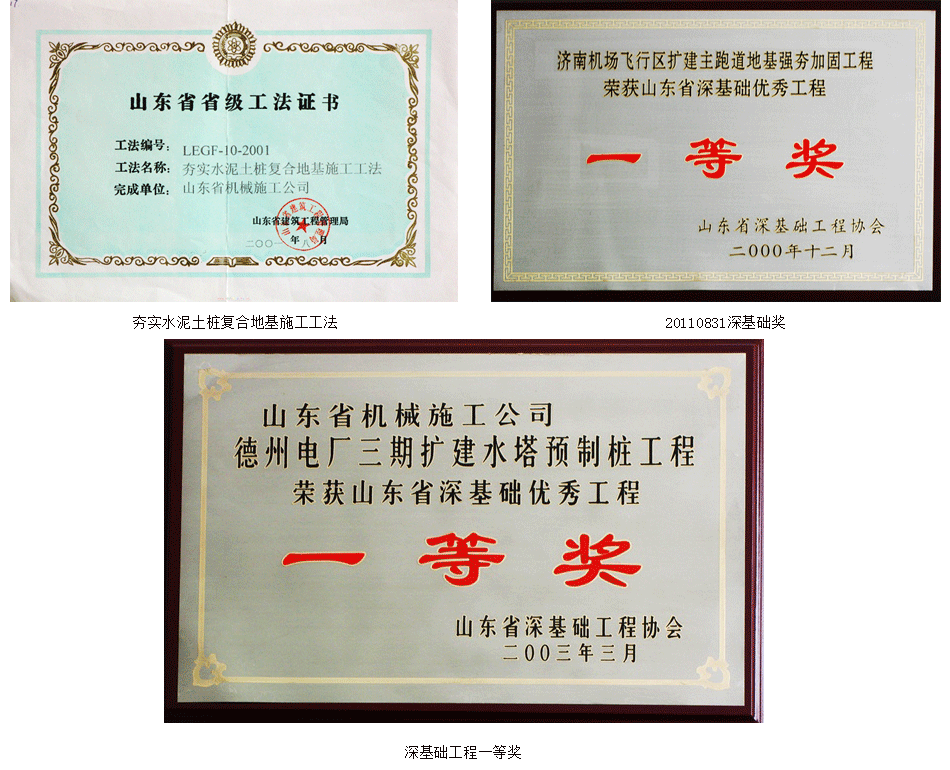 山东省省级工法证书
工法编号： LEGF-10-2001
工法名称： 夯实水泥土桩复合地基施工工法
完成单位： 山东省机械施工公司
山东省建筑工程管理局
二〇〇一年八月
夯实水泥土桩复合地基施工工法
济南机场飞行区扩建主跑道地基强夯加固工程
荣获山东省深基础优秀工程
一等奖
山东省深基础工程协会
二000年十二月
20110831深基础奖
山东省机械施工公司
德州电厂三期扩建水塔预制桩工程
荣获山东省深基础优秀工程
一等奖
山东省深基础工程协会
二00三年三月
深基础工程一等奖